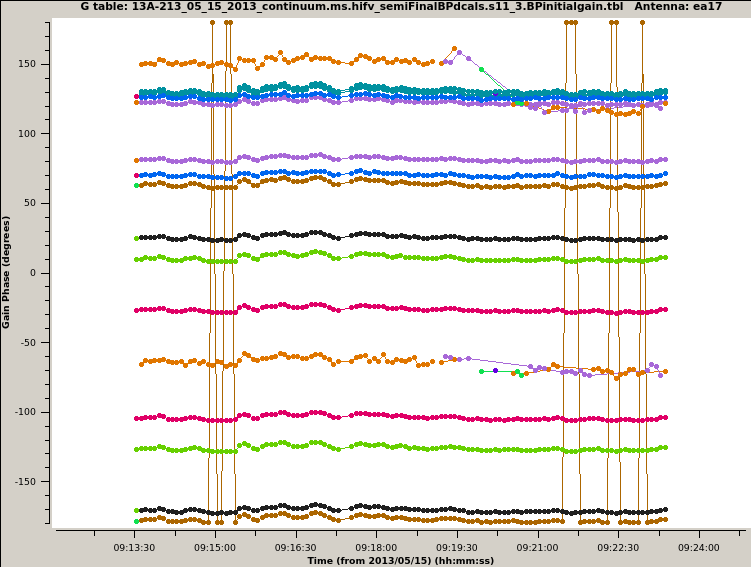 G table: 13A-213_05_15_2013_continuum.ms.hifv_semiFinalBPdcals.s11_3.BPinitialgain.tbl Antenna: ea17
150
100
50
0
-50
-100
-150
Gain Phase (degrees)
09:13:30 09:15:00 09:16:30 09:18:00 09:19:30 09:21:00 09:22:30 09:24:00
Time (from 2013/05/15) (hh:mm:ss)